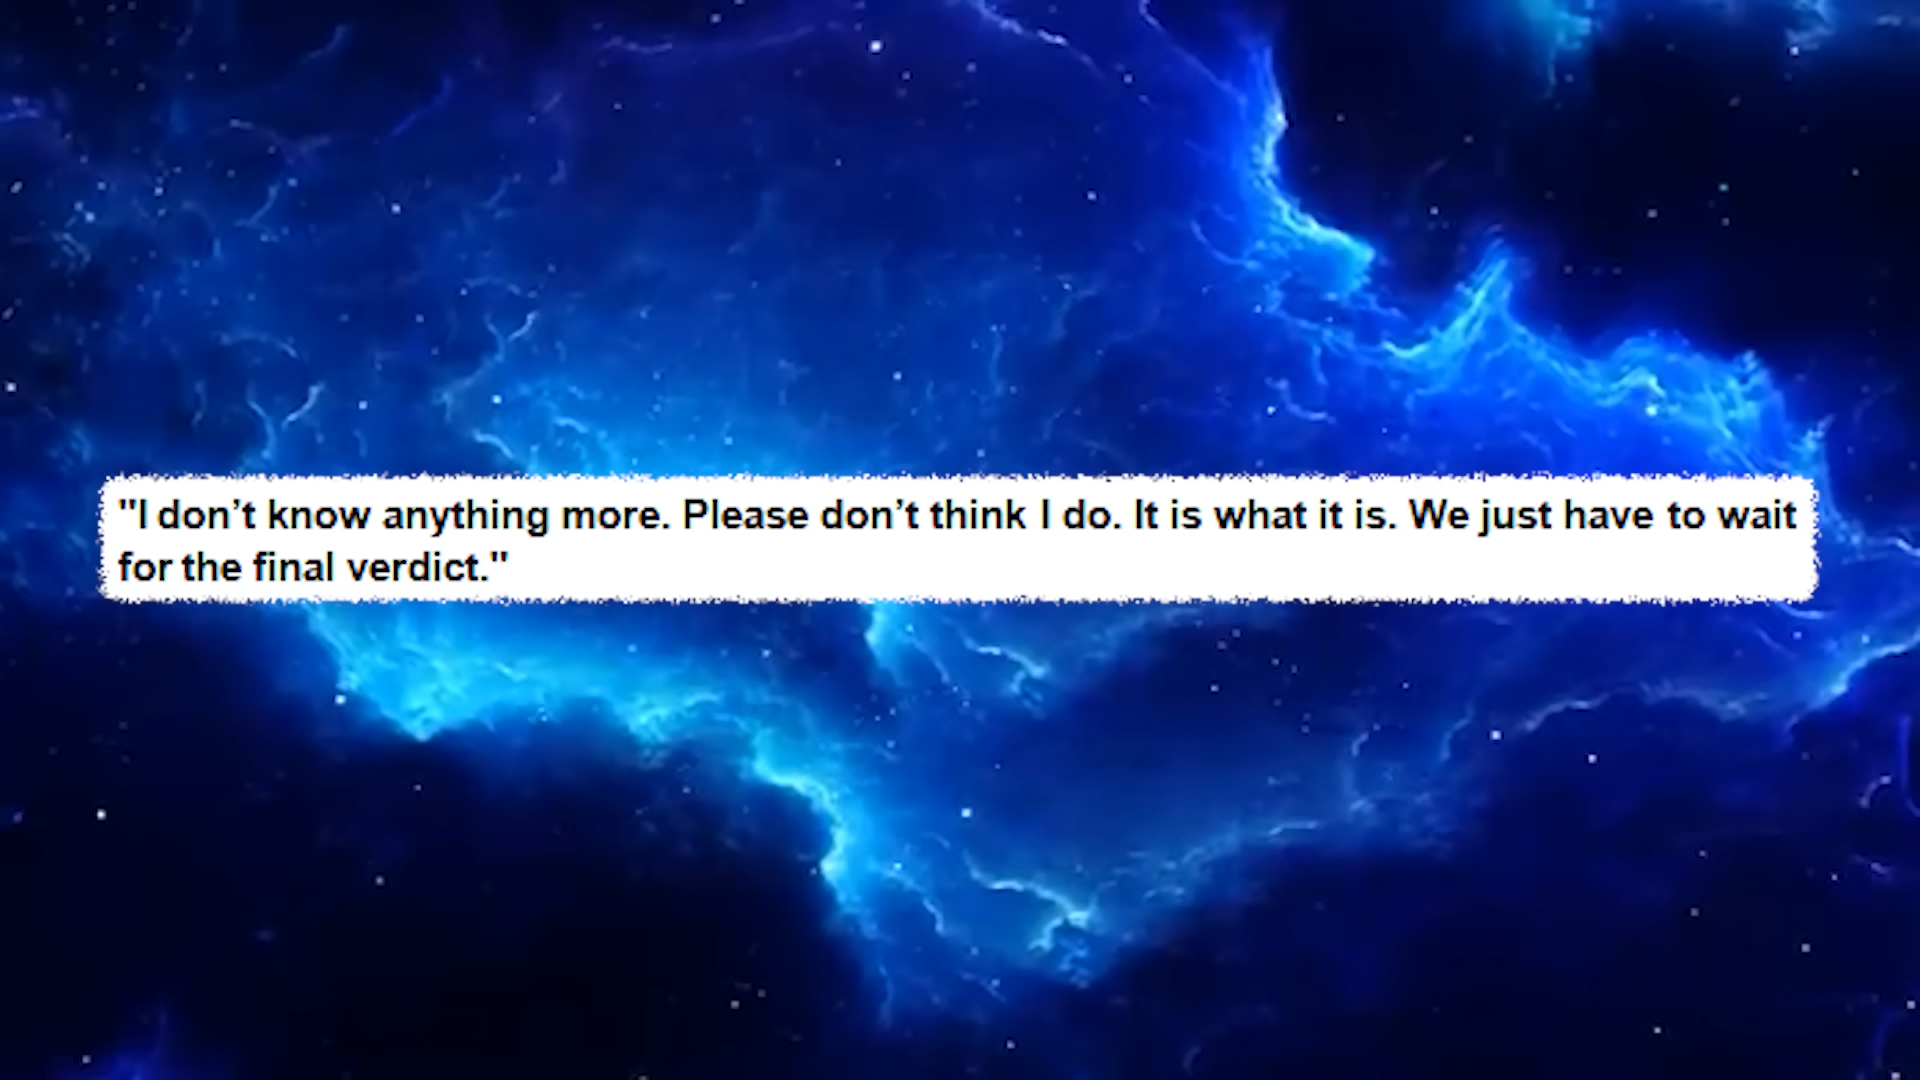 "I don’t know anything more. Please don’t think I do. It is what it is. We just have to wait
for the final verdict."